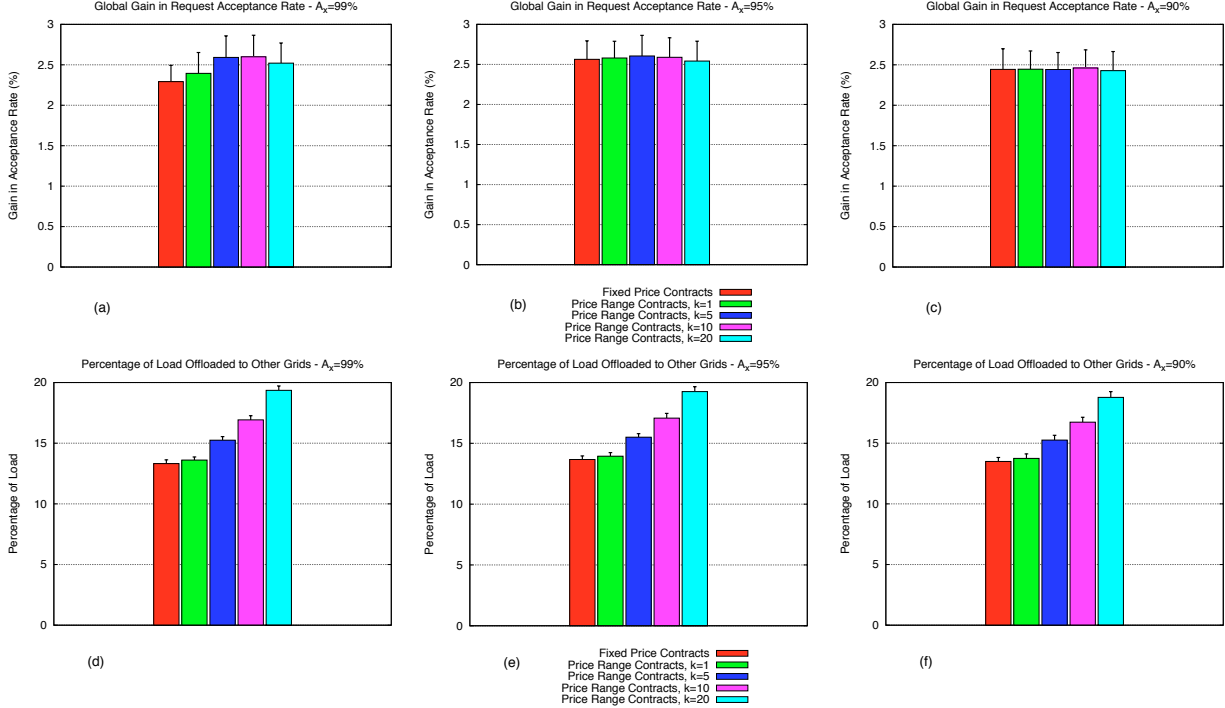 Global Gain in Request Acceptance Rate - Ax=99%
Gain in Acceptance Rate (%)
3
2.5
2
1.5
1
0.5
0
(a)
Global Gain in Request Acceptance Rate - Ax=95%
Gain in Acceptance Rate (%)
3
2.5
2
1.5
1
0.5
0
(b)
Global Gain in Request Acceptance Rate - Ax=90%
Gain in Acceptance Rate (%)
3
2.5
2
1.5
1
0.5
0
(c)
Fixed Price Contracts
Price Range Contracts, k=1
Price Range Contracts, k=5
Price Range Contracts, k=10
Price Range Contracts, k=20
Percentage of Load Offloaded to Other Grids - Ax=99%
Percentage of Load
20
15
10
5
0
(d)
Percentage of Load Offloaded to Other Grids - Ax=95%
Percentage of Load
20
15
10
5
0
(e)
Percentage of Load Offloaded to Other Grids - Ax=90%
Percentage of Load
20
15
10
5
0
(f)
Fixed Price Contracts
Price Range Contracts, k=1
Price Range Contracts, k=5
Price Range Contracts, k=10
Price Range Contracts, k=20